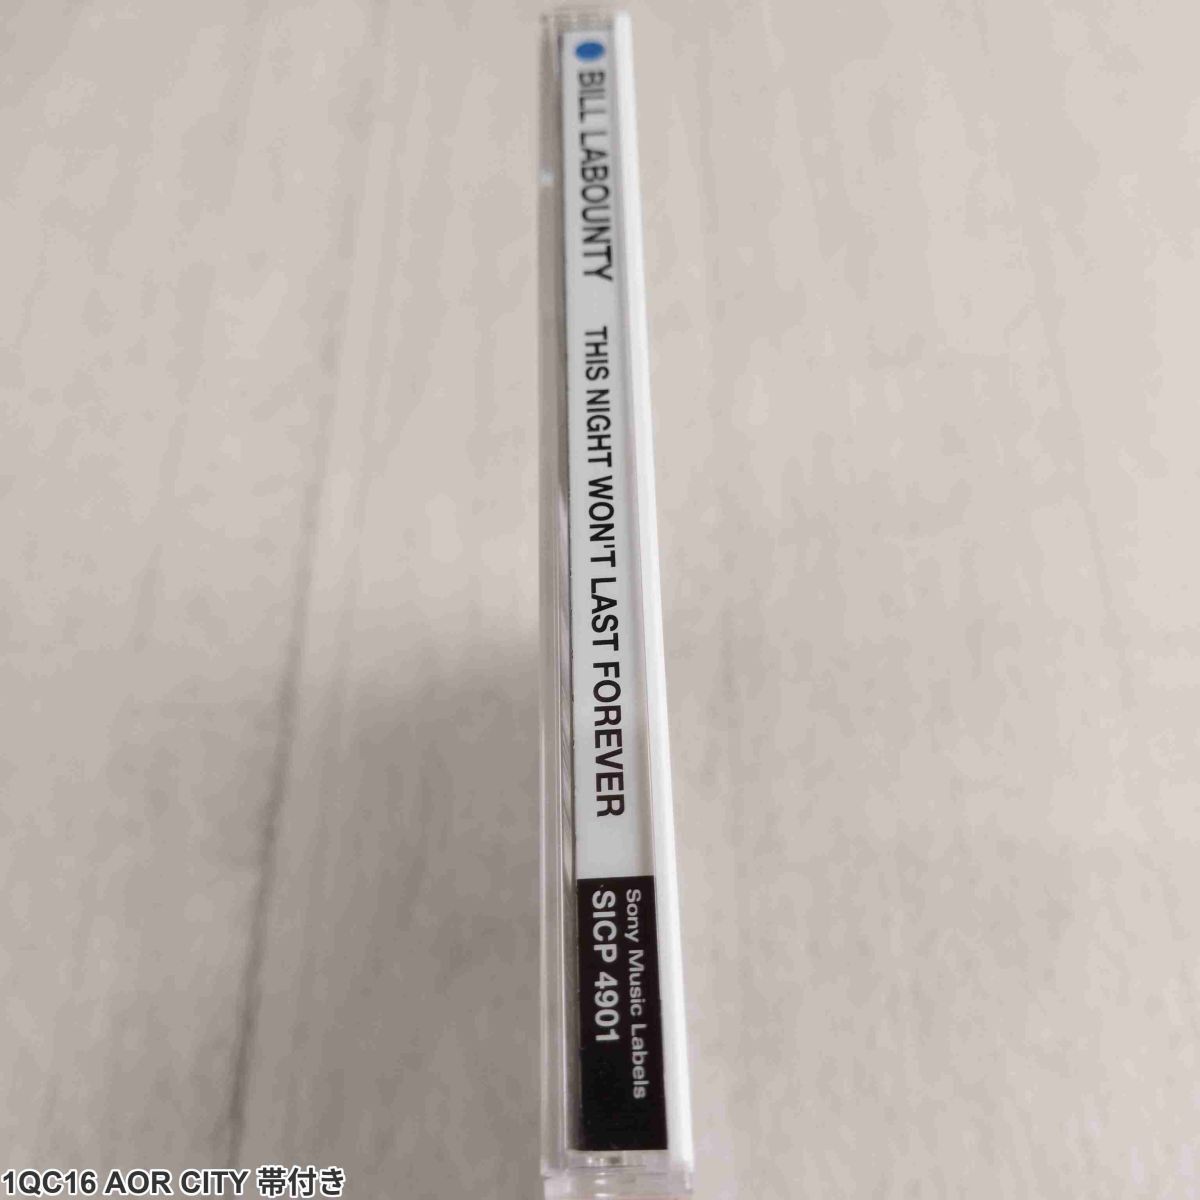 BILL LABOUNTY THIS NIGHT WON'T LAST FOREVER
Sony Music Labels
SICP 4901
1QC16 AOR CITY 帯付き